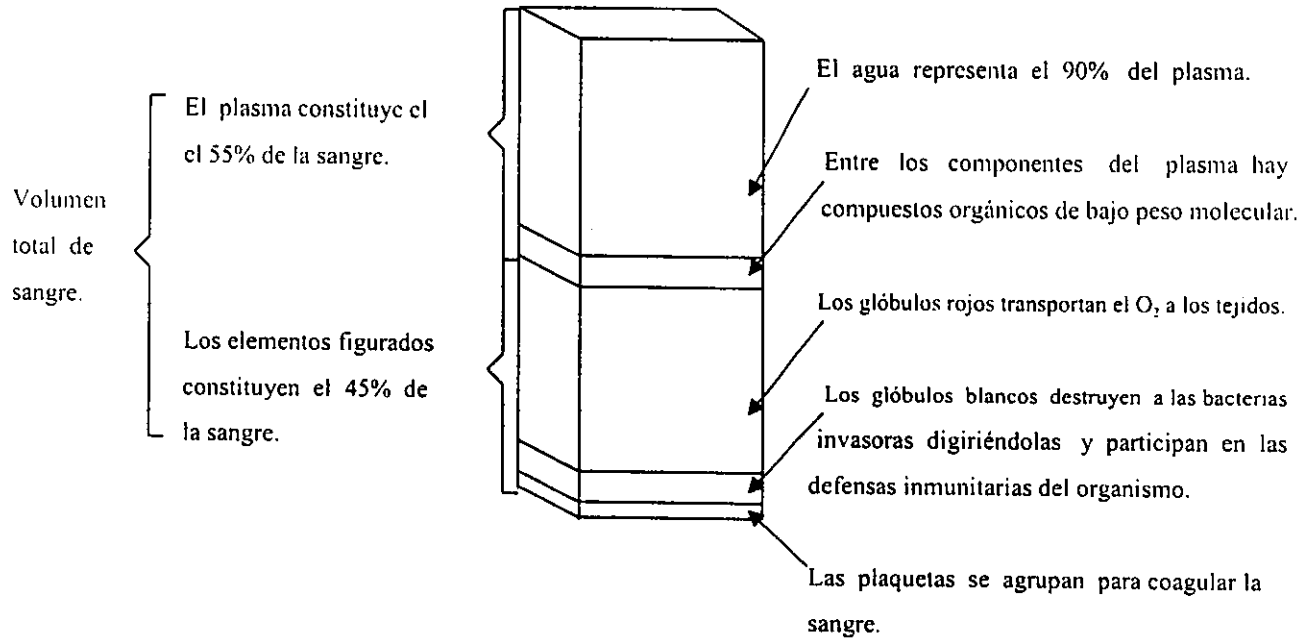 Volumen
total de
sangre.
El plasma constituye el
el 55% de la sangre.
Los elementos figurados
constituyen el 45% de
la sangre.
El agua representa el 90% del plasma.
Entre los componentes del plasma hay
compuestos orgánicos de bajo peso molecular.
Los glóbulos rojos transportan el O₂ a los tejidos.
Los glóbulos blancos destruyen a las bacterias
invasoras digiriéndolas y participan en las
defensas inmunitarias del organismo.
Las plaquetas se agrupan para coagular la
sangre.